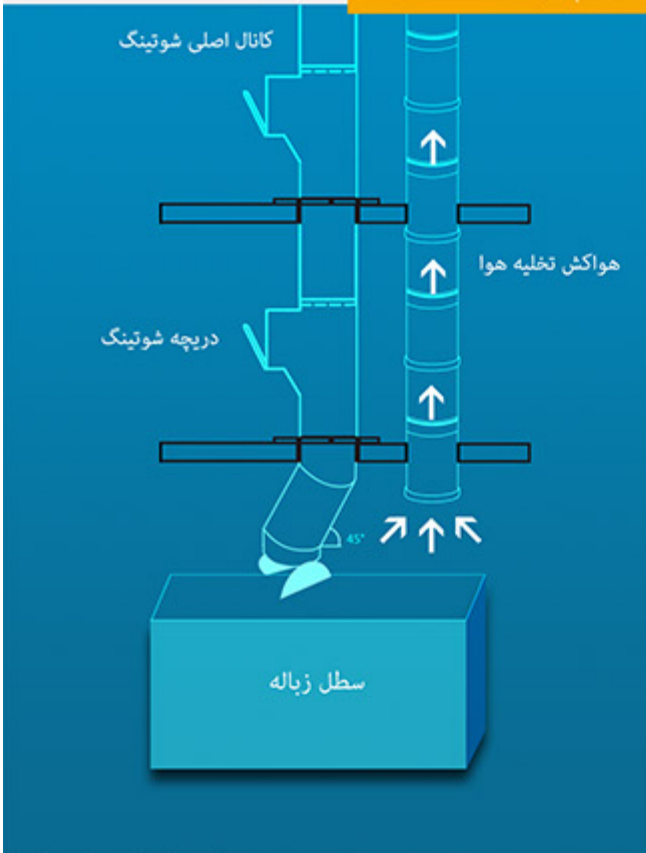 کانال اصلی شوتینگ
هواکش تخلیه هوا
دریچه شوتینگ
45°
سطل زباله